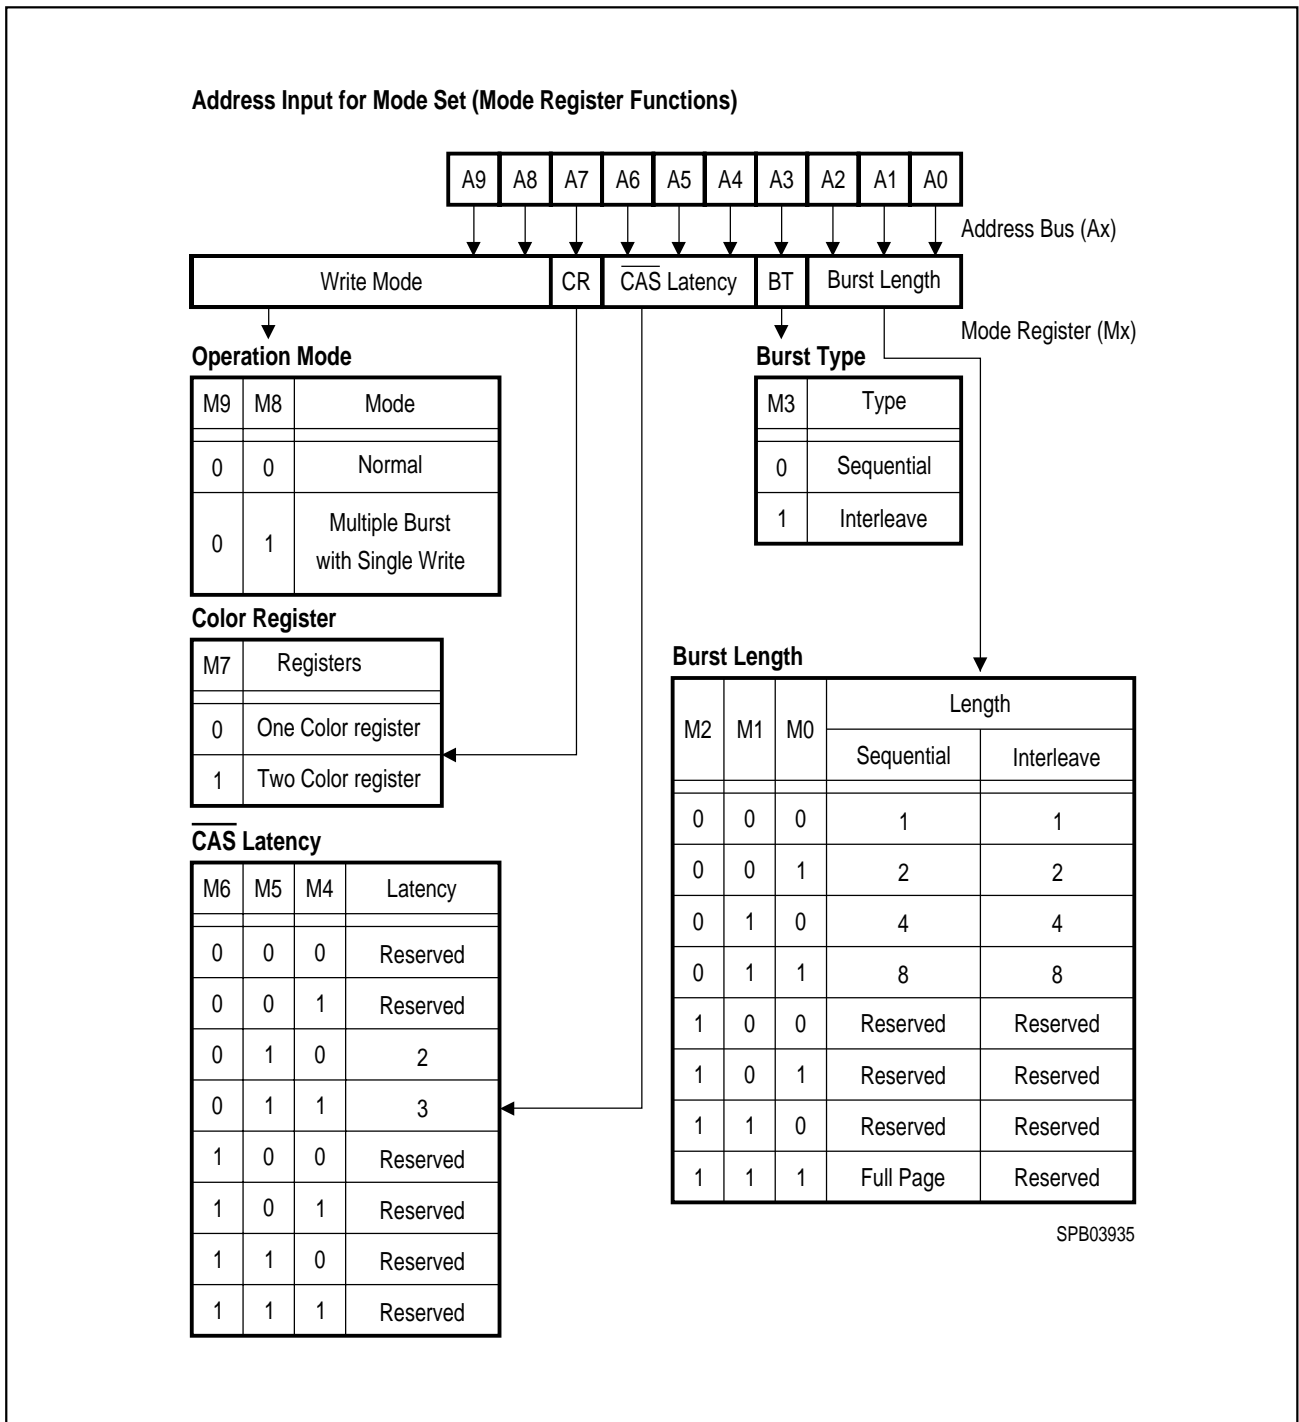 Address Input for Mode Set (Mode Register Functions)
A9 A8 A7 A6 A5 A4 A3 A2 A1 A0
Address Bus (Ax)
Write Mode CR CAS Latency BT Burst Length
Mode Register (Mx)
Operation Mode
M9 M8 Mode
0 0 Normal
0 1 Multiple Burst
with Single Write
Burst Type
M3 Type
0 Sequential
1 Interleave
Color Register
M7 Registers
0 One Color register
1 Two Color register
CAS Latency
M6 M5 M4 Latency
0 0 0 Reserved
0 0 1 Reserved
0 1 0 2
0 1 1 3
1 0 0 Reserved
1 0 1 Reserved
1 1 0 Reserved
1 1 1 Reserved
Burst Length
M2 M1 M0 Length
Sequential Interleave
0 0 0 1 1
0 0 1 2 2
0 1 0 4 4
0 1 1 8 8
1 0 0 Reserved Reserved
1 0 1 Reserved Reserved
1 1 0 Reserved Reserved
1 1 1 Full Page Reserved
SPB03935